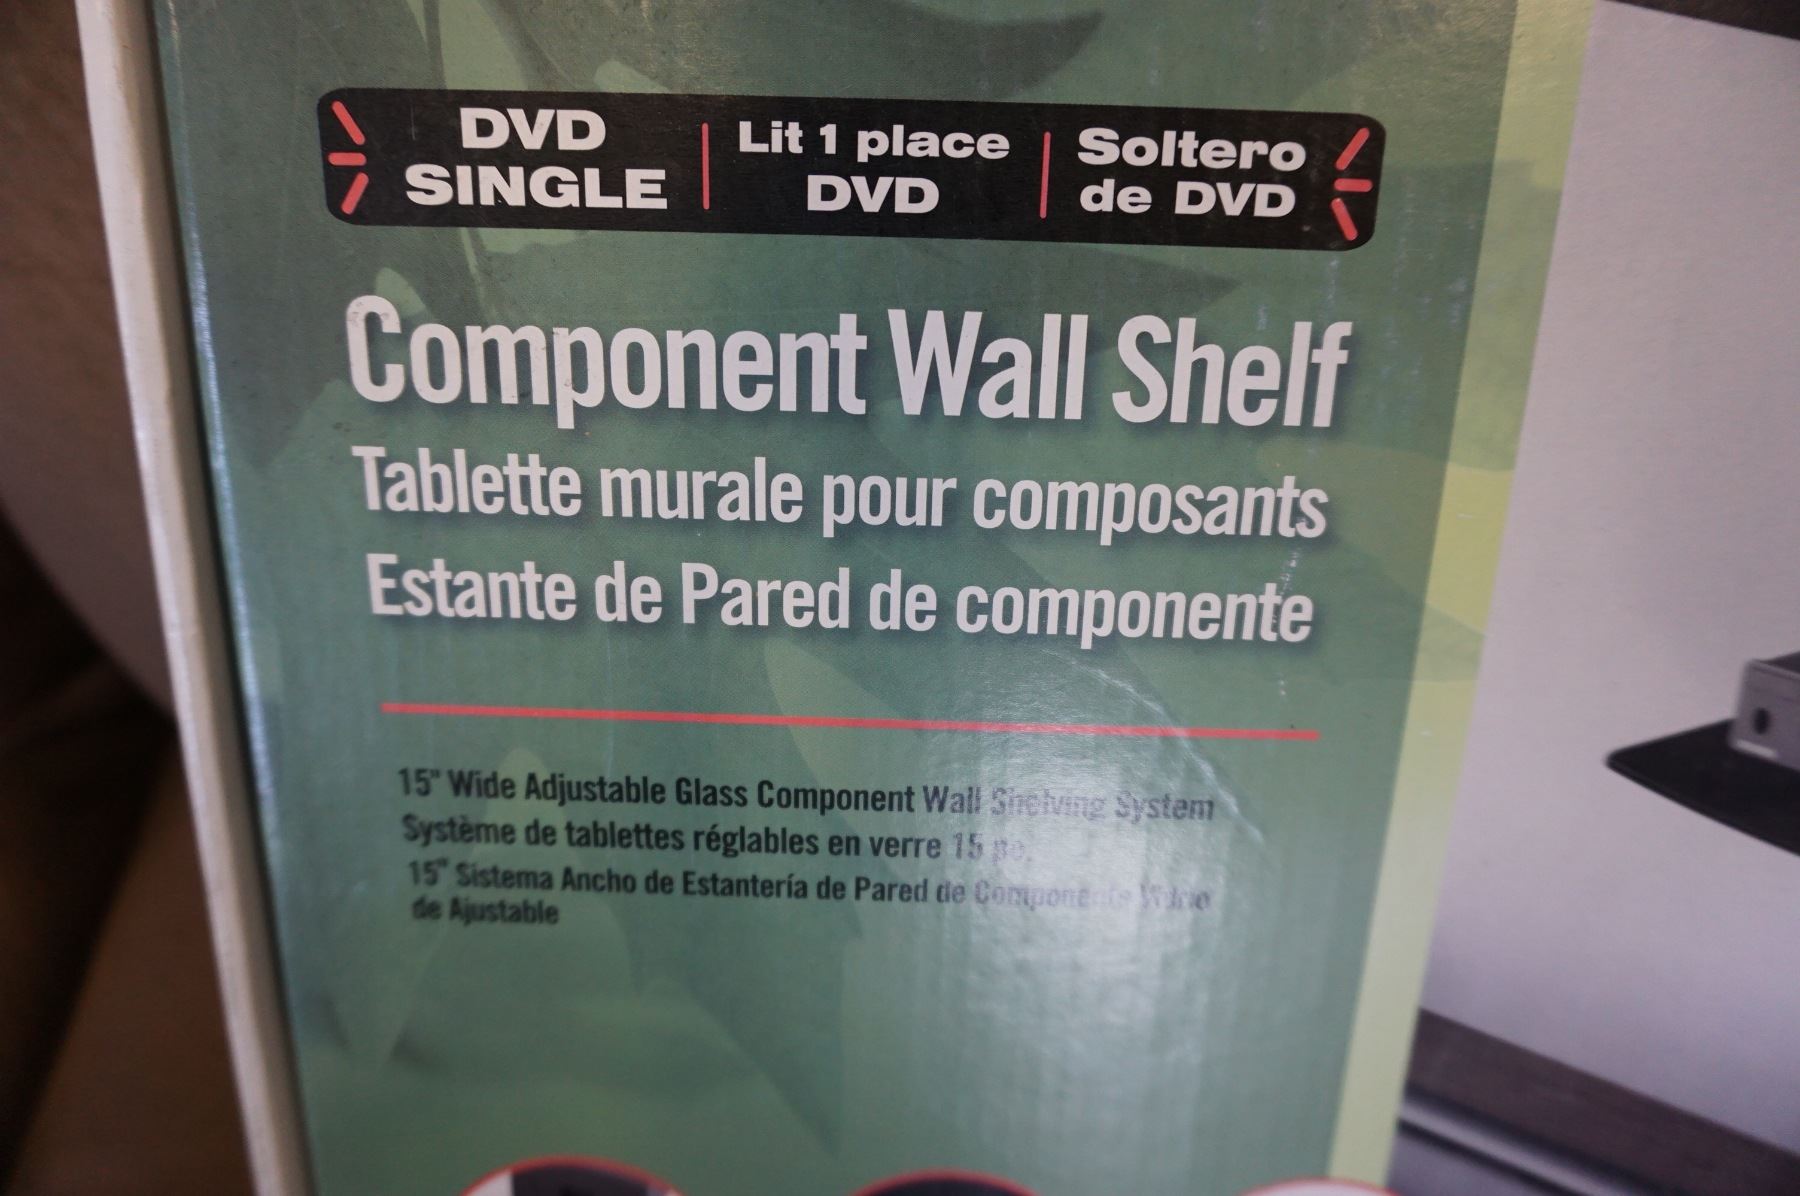 DVD
SINGLE
Lit 1 place
DVD
Soltero
de DVD
Component Wall Shelf
Tablette murale pour composants
Estante de Pared de componente
15" Wide Adjustable Glass Component Wall Shelving System
Système de tablettes réglables en verre 15 po.
15" Sistema Ancho de Estantería de Pared de Componente Vidrio
de Ajustable